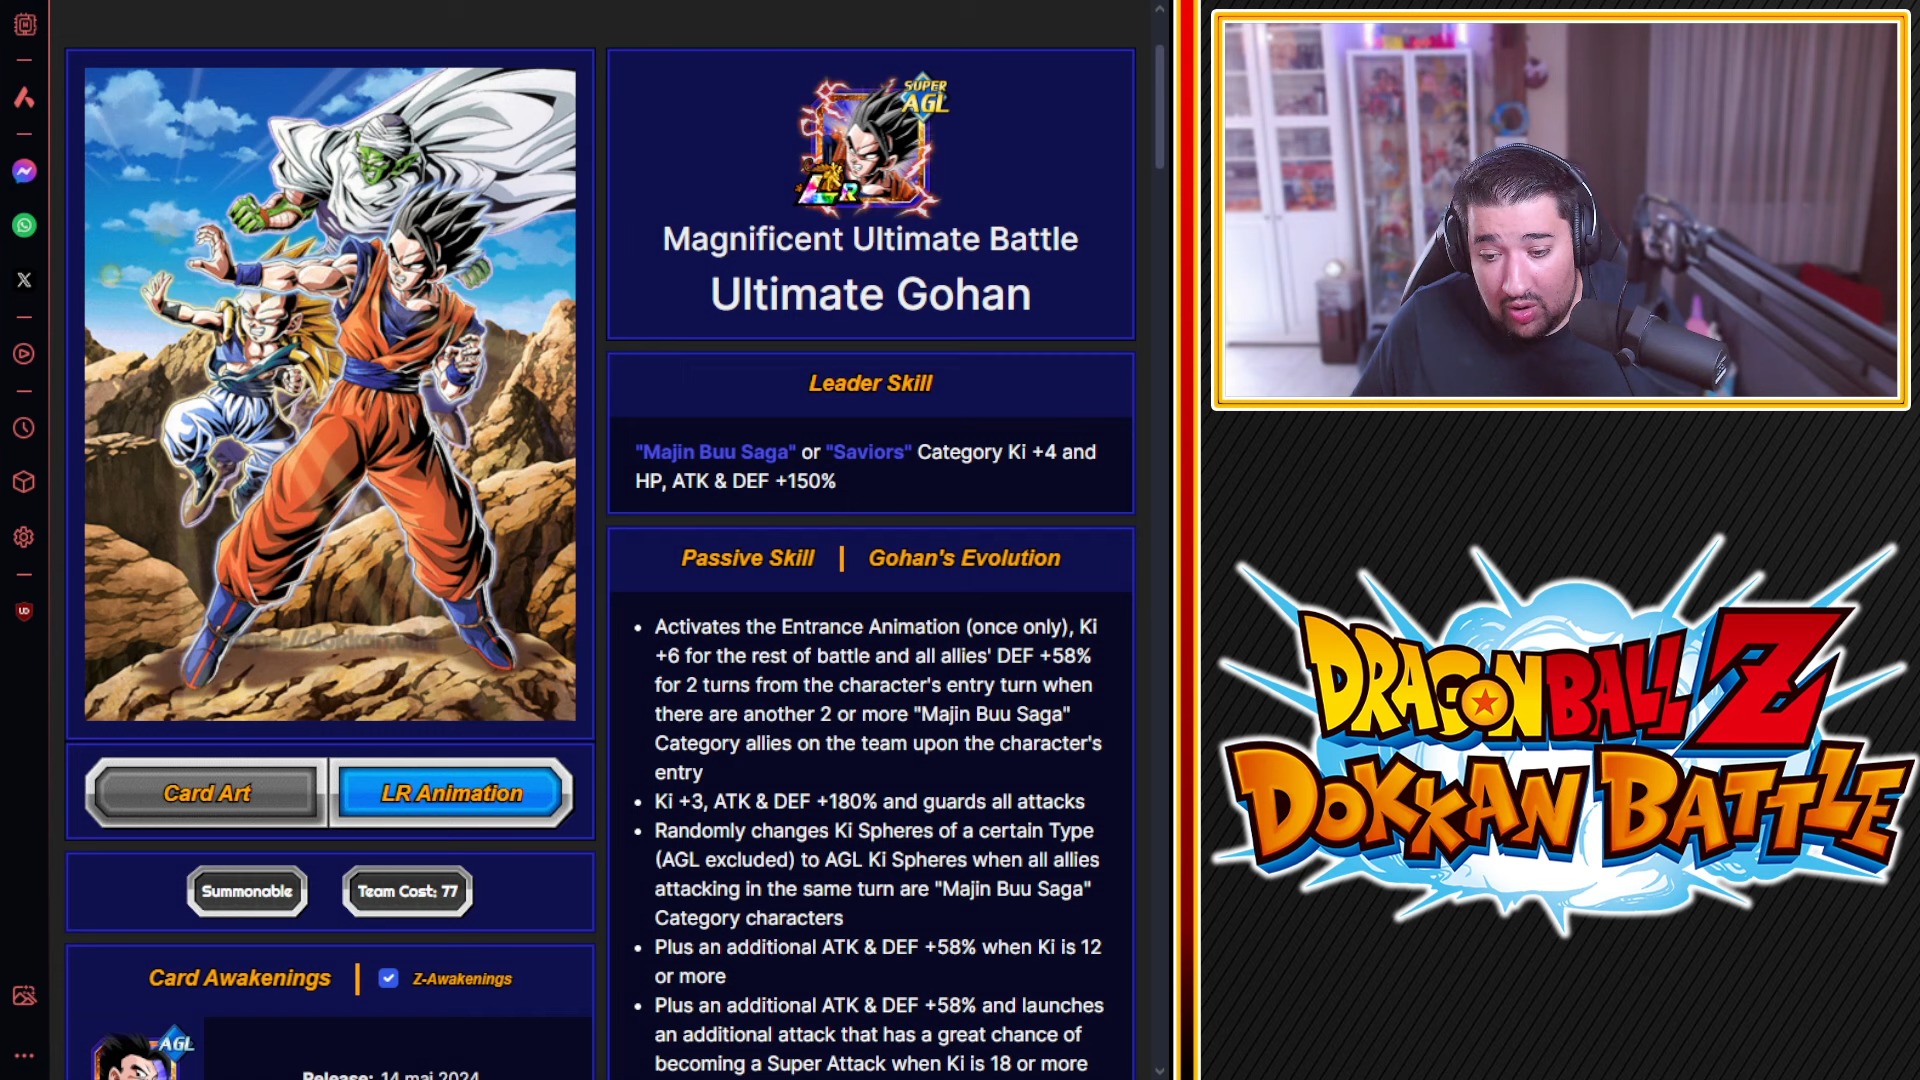 SUPER
AGL
LR
Magnificent Ultimate Battle
Ultimate Gohan
Leader Skill
"Majin Buu Saga" or "Saviors" Category Ki +4 and
HP, ATK & DEF +150%
Passive Skill | Gohan's Evolution
• Activates the Entrance Animation (once only), Ki
+6 for the rest of battle and all allies' DEF +58%
for 2 turns from the character's entry turn when
there are another 2 or more "Majin Buu Saga"
Category allies on the team upon the character's
entry
• Ki +3, ATK & DEF +180% and guards all attacks
• Randomly changes Ki Spheres of a certain Type
(AGL excluded) to AGL Ki Spheres when all allies
attacking in the same turn are "Majin Buu Saga"
Category characters
• Plus an additional ATK & DEF +58% when Ki is 12
or more
• Plus an additional ATK & DEF +58% and launches
an additional attack that has a great chance of
becoming a Super Attack when Ki is 18 or more
Card Art
LR Animation
Summonable
Team Cost: 77
Card Awakenings | Z-Awakenings
AGL
Release: 14 mai 2024
UD
DRAGON BALL Z
DOKKAN BATTLE